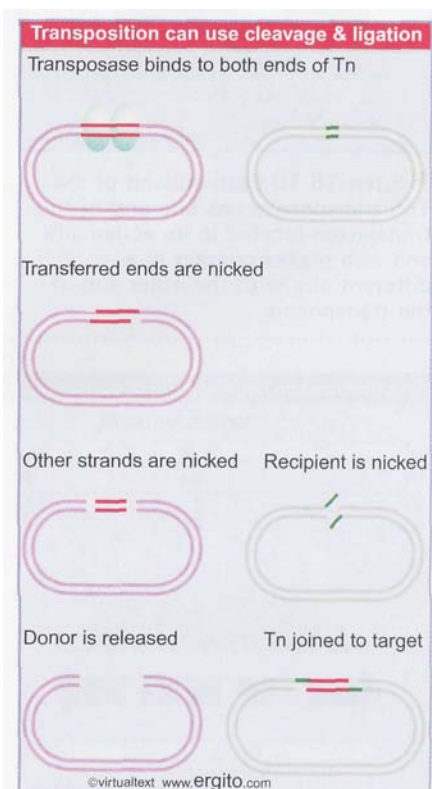 Transposition can use cleavage & ligation
Transposase binds to both ends of Tn
Transferred ends are nicked
Other strands are nicked
Recipient is nicked
Donor is released
Tn joined to target
©virtualtext www.ergito.com